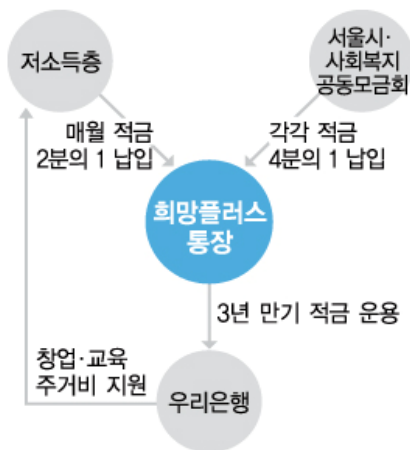 저소득층
서울시·
사회복지
공동모금회
매월 적금
2분의 1 납입
각각 적금
4분의 1 납입
희망플러스
통장
3년 만기 적금 운용
창업·교육
주거비 지원
우리은행